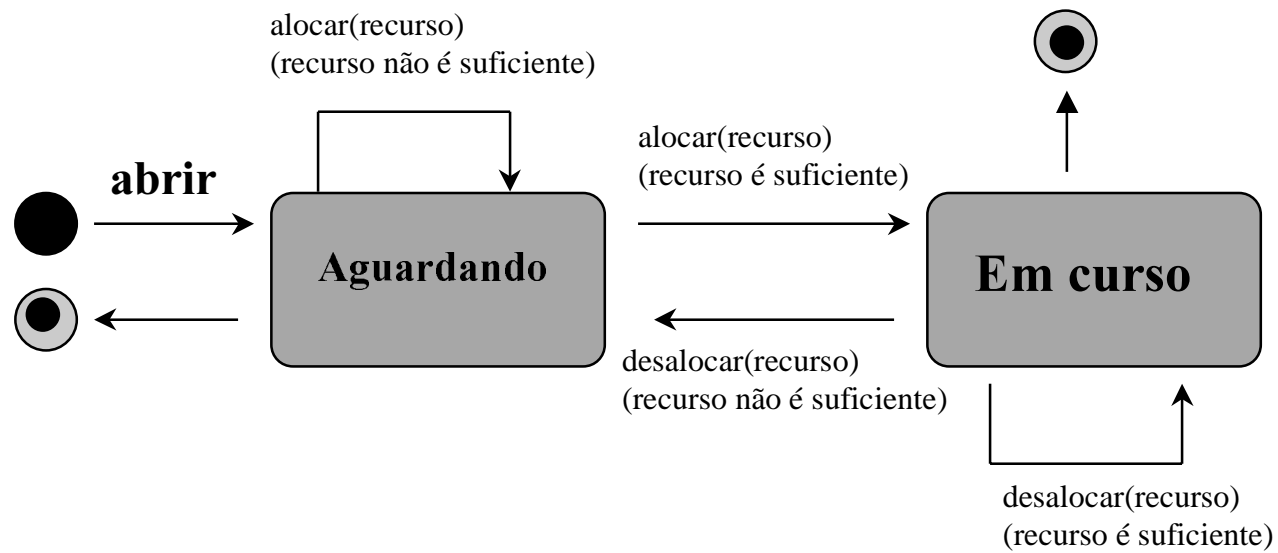 alocar(recurso)
(recurso não é suficiente)
abrir
alocar(recurso)
(recurso é suficiente)
Aguardando
Em curso
desalocar(recurso)
(recurso não é suficiente)
desalocar(recurso)
(recurso é suficiente)